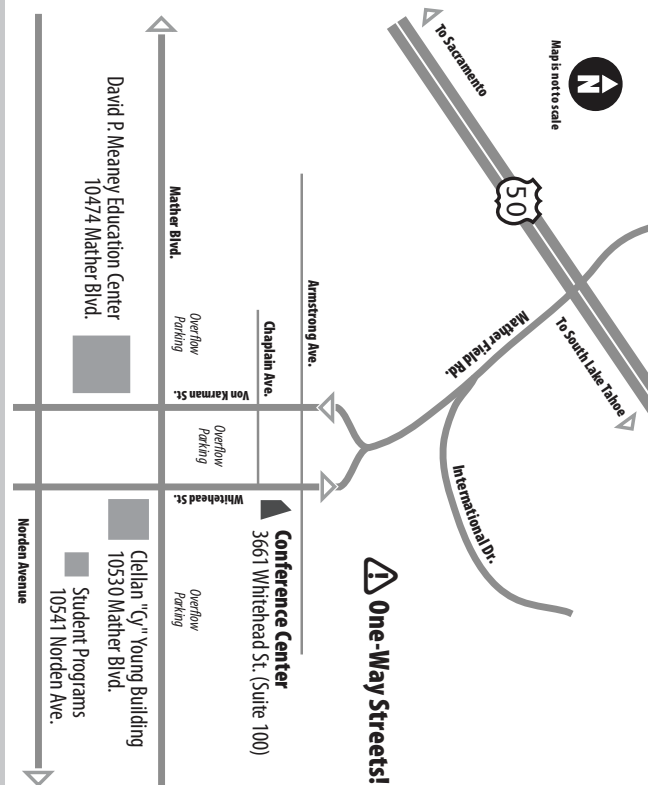 N
Map is not to scale
To Sacramento
50
To South Lake Tahoe
Mather Field Rd.
International Dr.
One-Way Streets!
Armstrong Ave.
Chaplain Ave.
Conference Center
3661 Whitehead St. (Suite 100)
Von Karman St.
Whitehead St.
Overflow
Parking
Overflow
Parking
Overflow
Parking
Mather Blvd.
David P. Meaney Education Center
10474 Mather Blvd.
Clellan "Cy" Young Building
10530 Mather Blvd.
Student Programs
10541 Norden Ave.
Norden Avenue